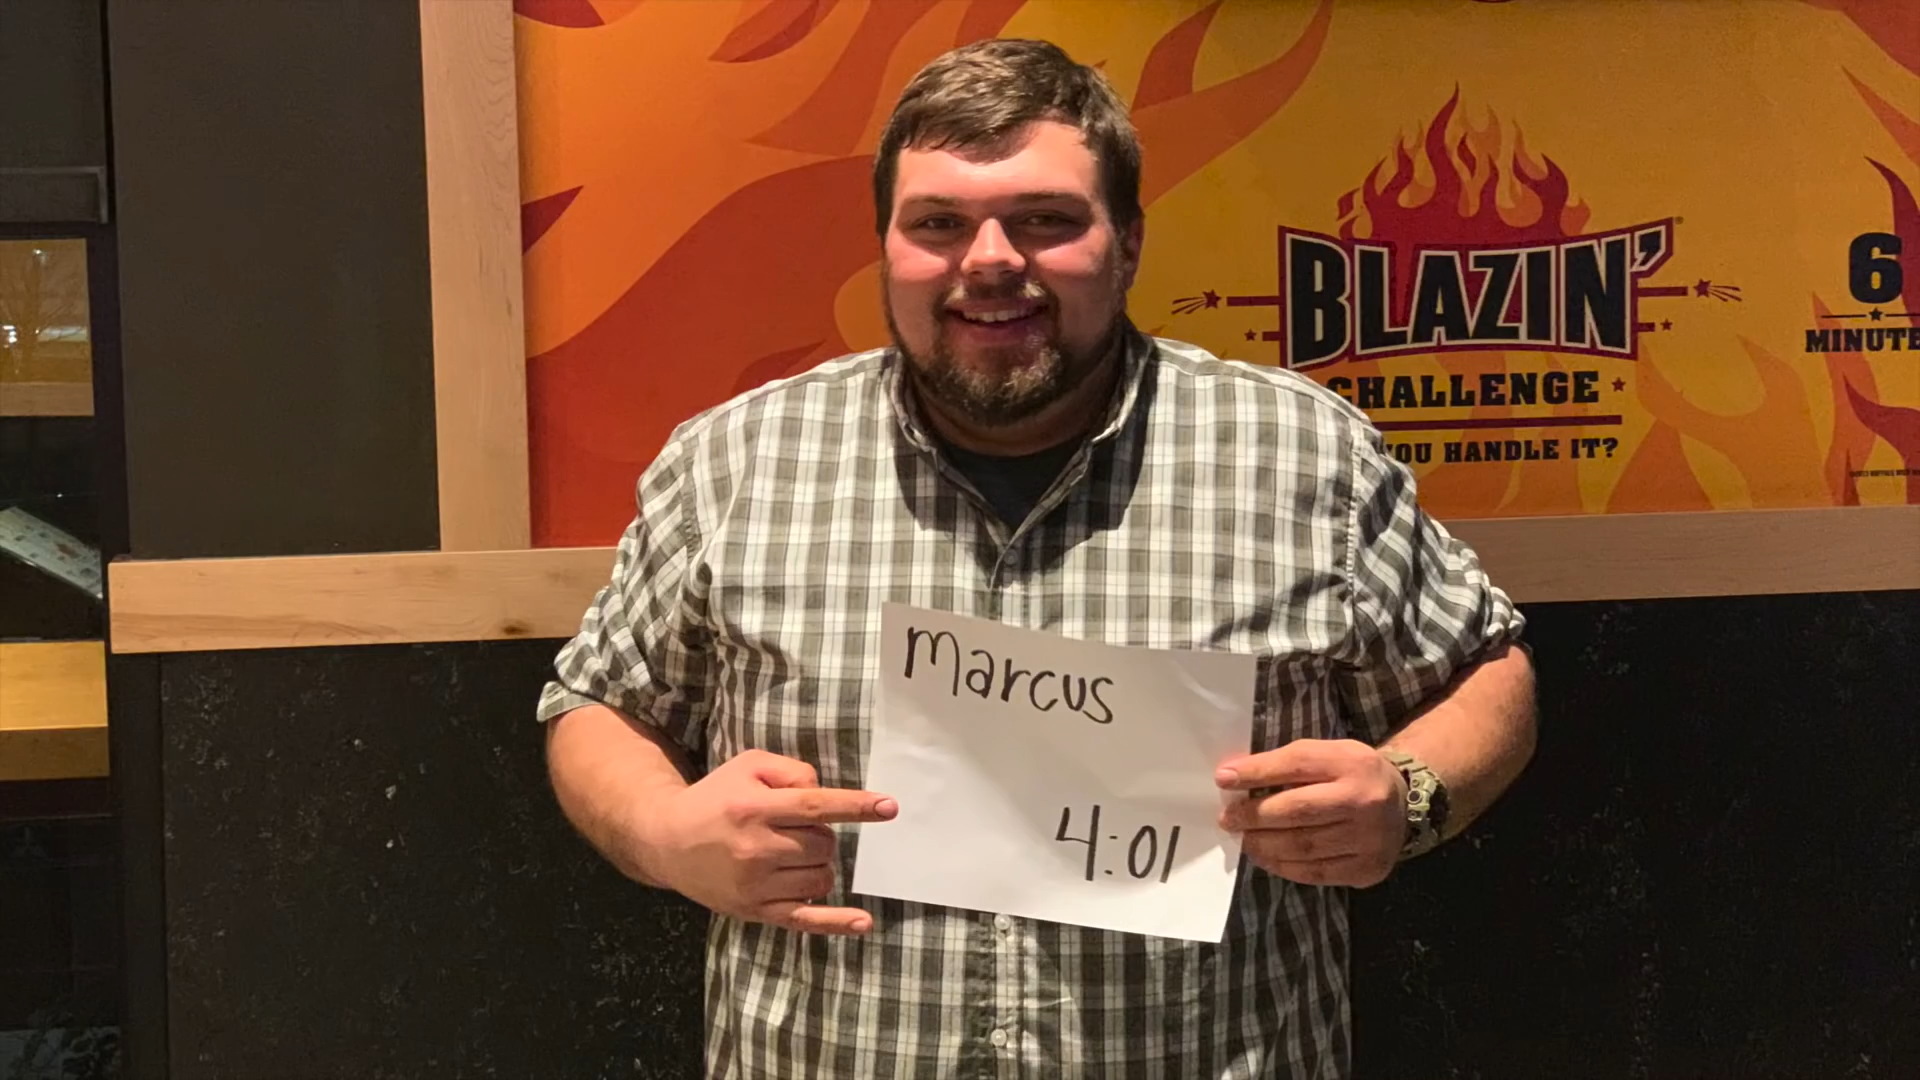 BLAZIN'®
CHALLENGE
YOU HANDLE IT?
6
MINUTE
Marcus
4:01